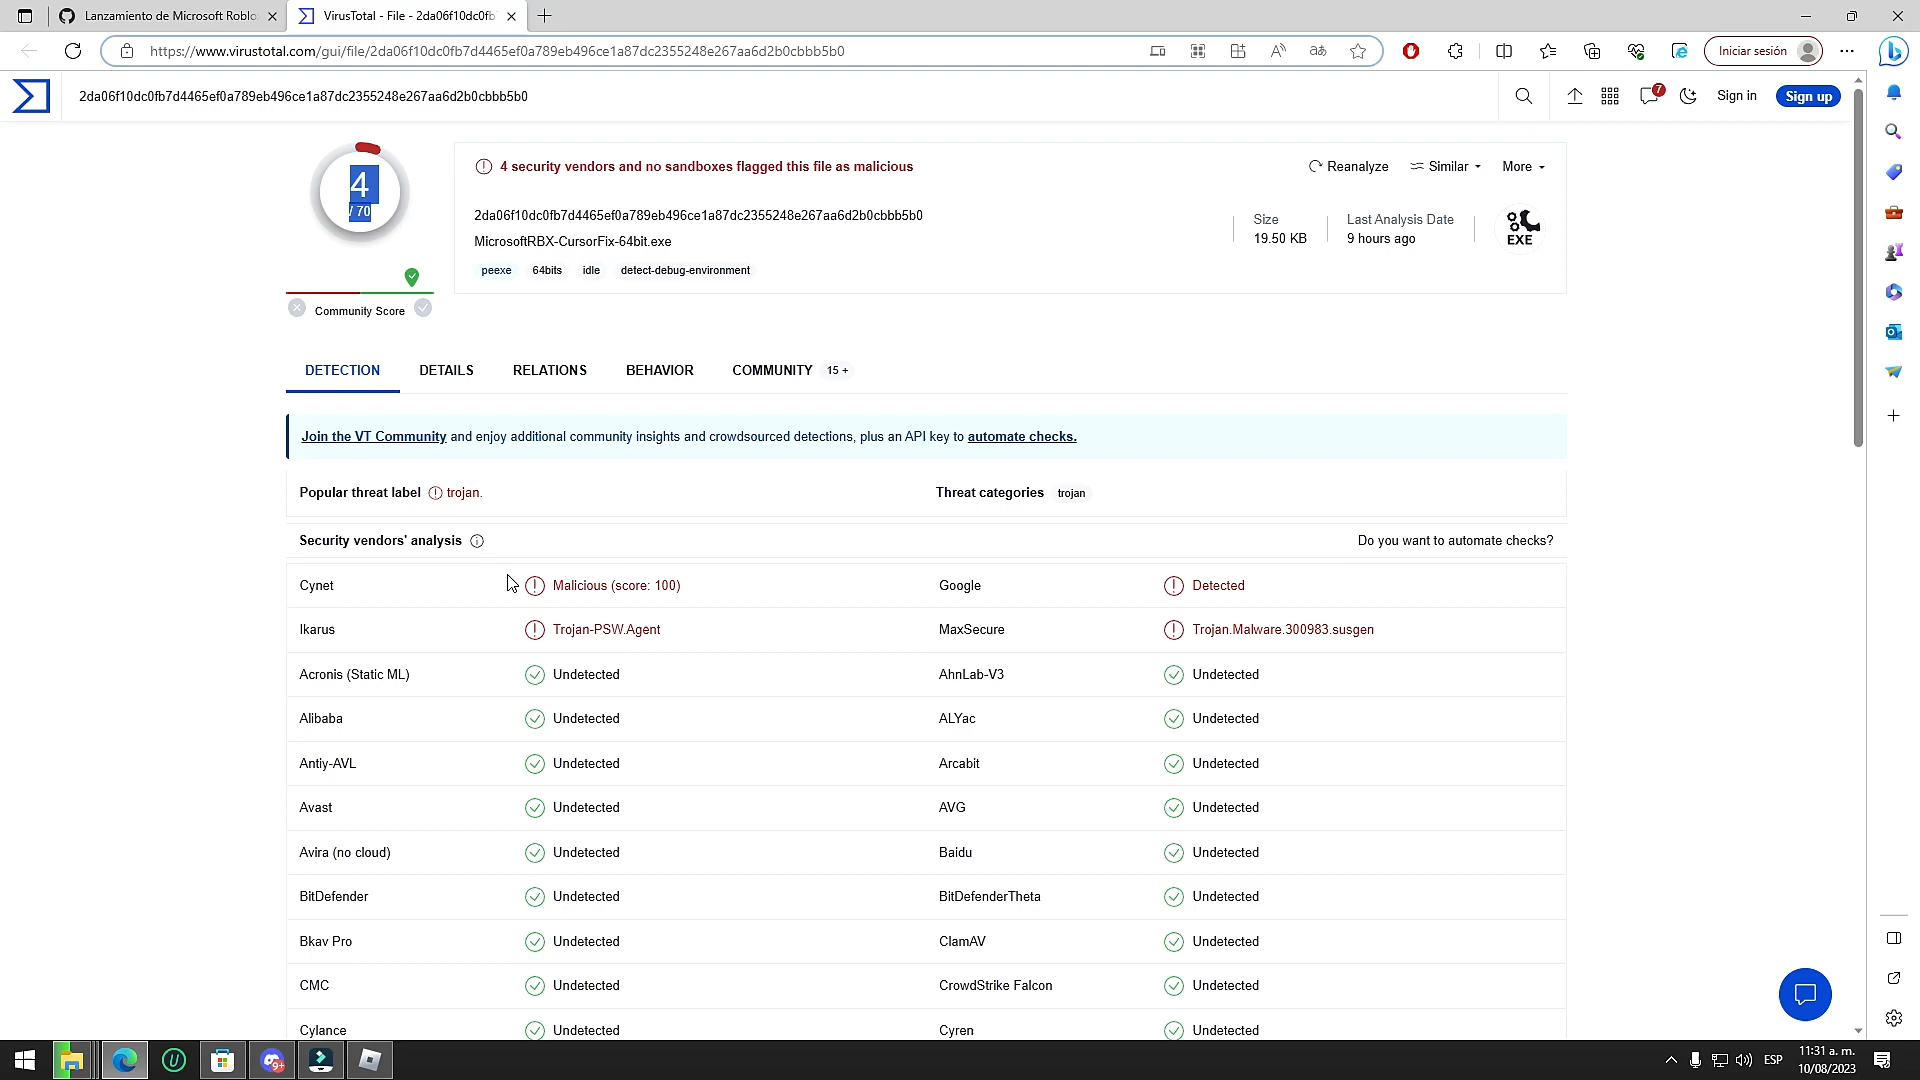 Lanzamiento de Microsoft Roblo
VirusTotal - File - 2da06f10dc0fb
https://www.virustotal.com/gui/file/2da06f10dc0fb7d4465ef0a789eb496ce1a87dc2355248e267aa6d2b0cbbb5b0
Iniciar sesión
2da06f10dc0fb7d4465ef0a789eb496ce1a87dc2355248e267aa6d2b0cbbb5b0
7
Sign in
Sign up
4
/ 70
4 security vendors and no sandboxes flagged this file as malicious
Reanalyze
Similar
More
2da06f10dc0fb7d4465ef0a789eb496ce1a87dc2355248e267aa6d2b0cbbb5b0
MicrosoftRBX-CursorFix-64bit.exe
Size
19.50 KB
Last Analysis Date
9 hours ago
EXE
peexe
64bits
idle
detect-debug-environment
Community Score
DETECTION
DETAILS
RELATIONS
BEHAVIOR
COMMUNITY
15 +
Join the VT Community and enjoy additional community insights and crowdsourced detections, plus an API key to automate checks.
Popular threat label
trojan.
Threat categories
trojan
Security vendors' analysis
Do you want to automate checks?
Cynet
Malicious (score: 100)
Google
Detected
Ikarus
Trojan-PSW.Agent
MaxSecure
Trojan.Malware.300983.susgen
Acronis (Static ML)
Undetected
AhnLab-V3
Undetected
Alibaba
Undetected
ALYac
Undetected
Antiy-AVL
Undetected
Arcabit
Undetected
Avast
Undetected
AVG
Undetected
Avira (no cloud)
Undetected
Baidu
Undetected
BitDefender
Undetected
BitDefenderTheta
Undetected
Bkav Pro
Undetected
ClamAV
Undetected
CMC
Undetected
CrowdStrike Falcon
Undetected
Cylance
Undetected
Cyren
Undetected
9+
ESP
11:31 a. m.
10/08/2023